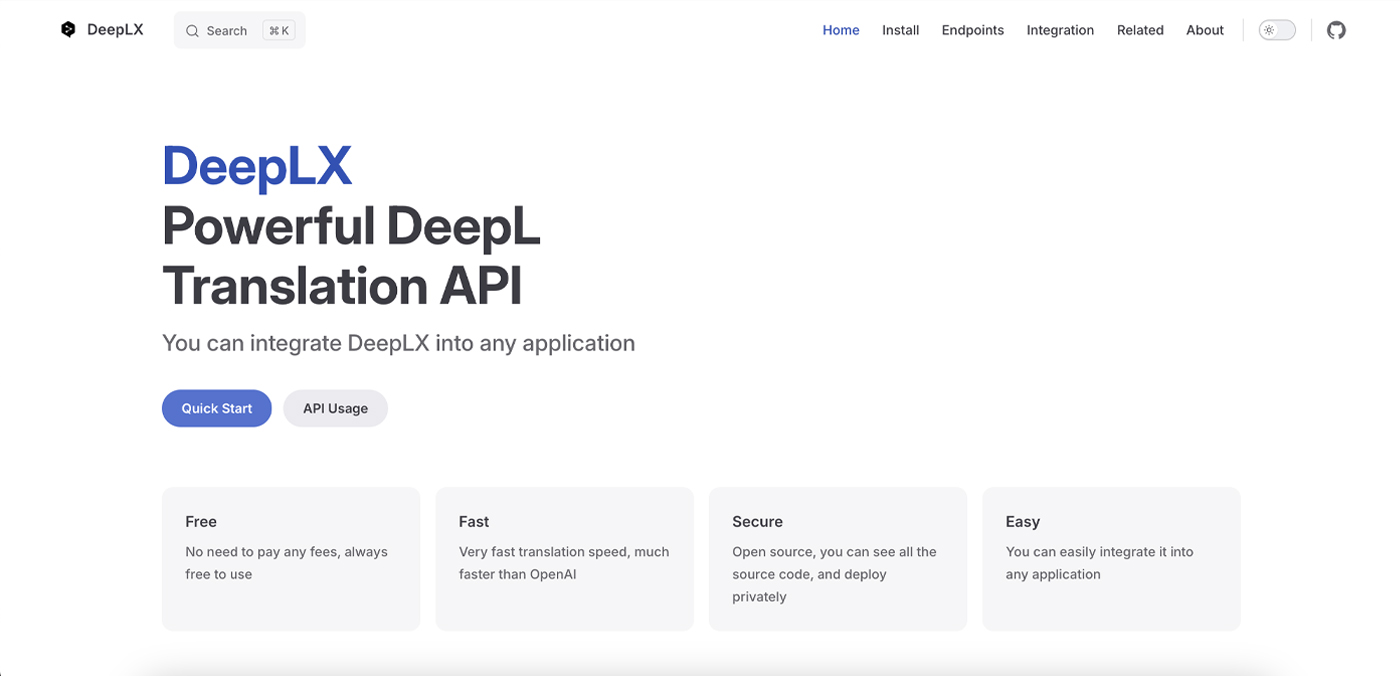 DeepLX
Search ⌘ K
Home Install Endpoints Integration Related About
DeepLX
Powerful DeepL
Translation API
You can integrate DeepLX into any application
Quick Start
API Usage
Free
No need to pay any fees, always
free to use
Fast
Very fast translation speed, much
faster than OpenAI
Secure
Open source, you can see all the
source code, and deploy
privately
Easy
You can easily integrate it into
any application